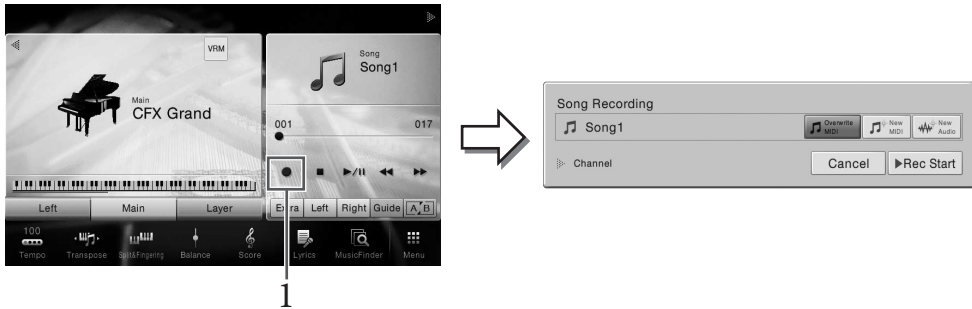 VRM
Main
CFX Grand
Song
Song1
001 017
Left Main Layer
Extra Left Right Guide A B
100
Tempo Transpose Split&Fingering Balance Score Lyrics MusicFinder Menu
1
Song Recording
Song1
Overwrite MIDI
New MIDI
New Audio
Channel
Cancel Rec Start